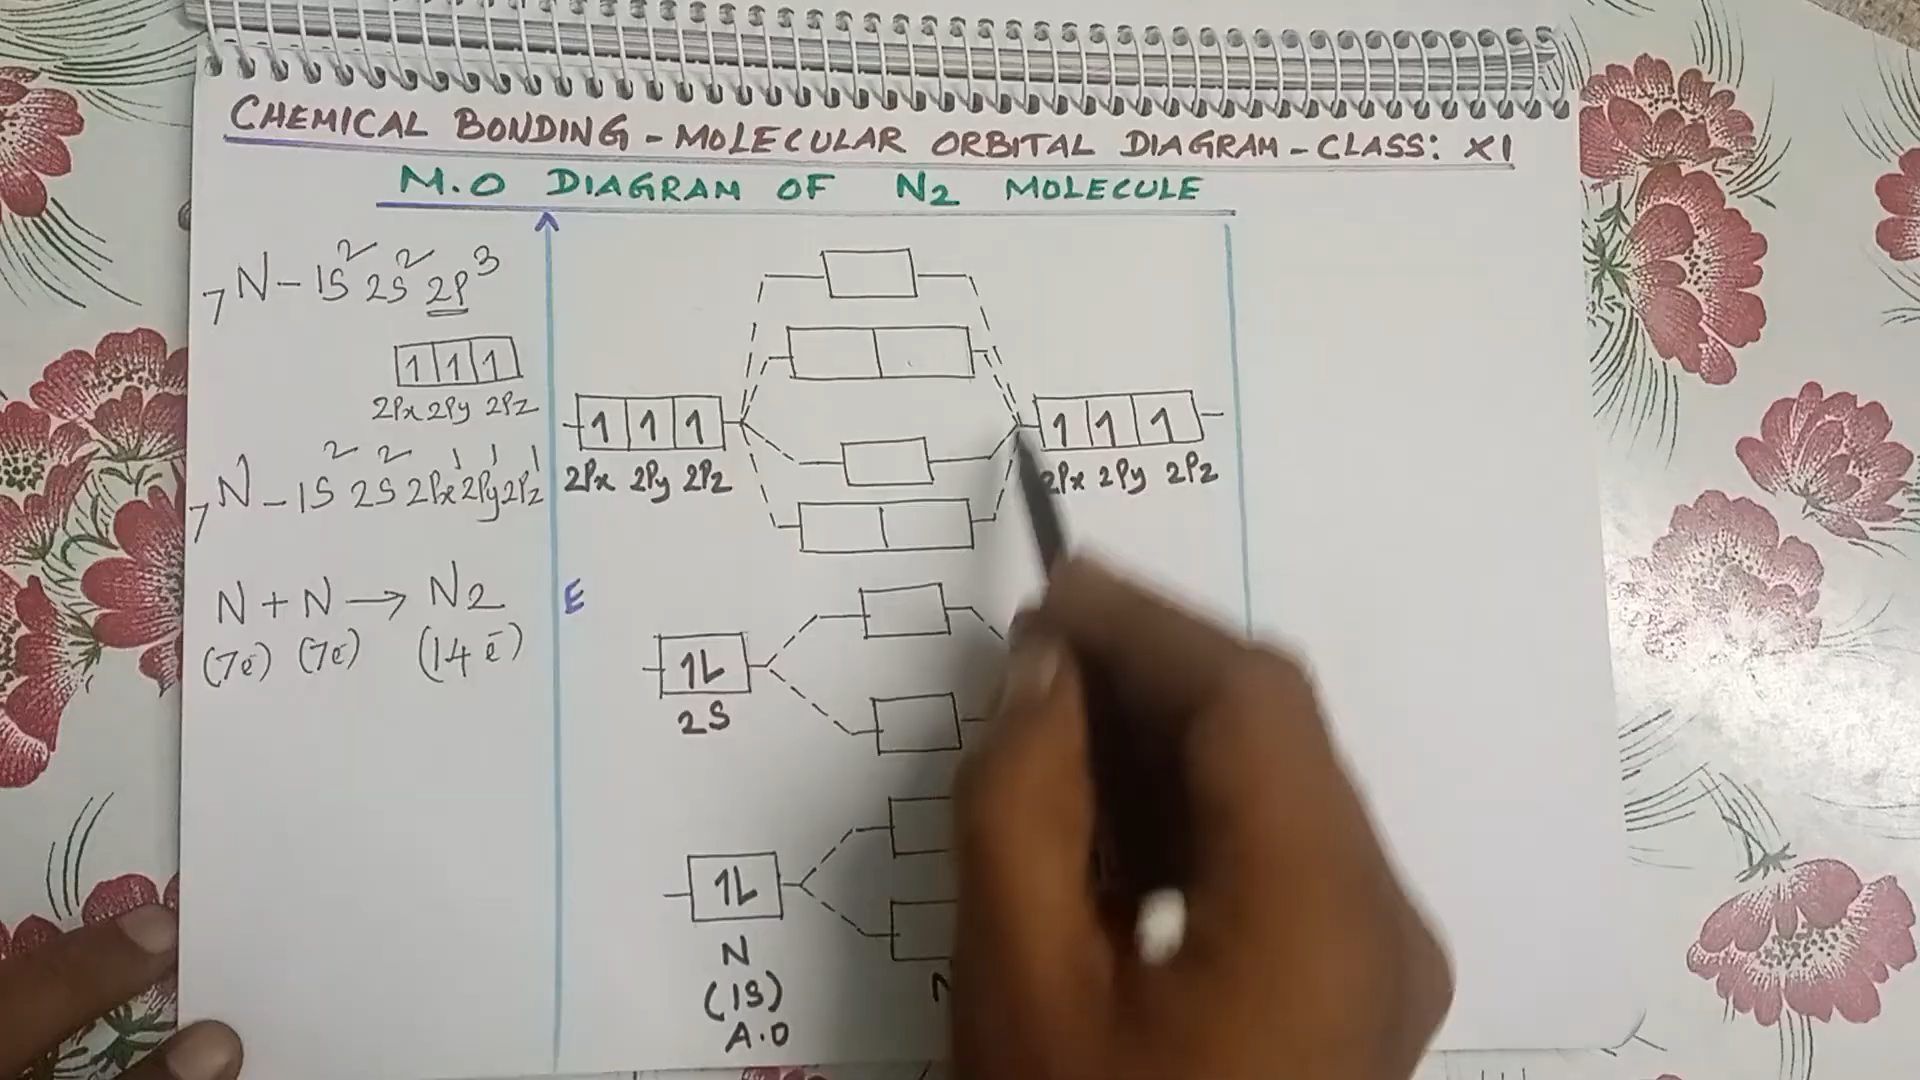 CHEMICAL BONDING - MOLECULAR ORBITAL DIAGRAM - CLASS: XI
M.O DIAGRAM OF N2 MOLECULE
7N - 1S² 2S² 2P³
1 1 1
2Px 2Py 2Pz
7N - 1S² 2S² 2Px¹ 2Py¹ 2Pz¹
N + N → N2
(7e⁻) (7e⁻) (14 e⁻)
E
1 1 1
2Px 2Py 2Pz
1 1 1
2Px 2Py 2Pz
1L
2S
1L
N
(1S)
A.O